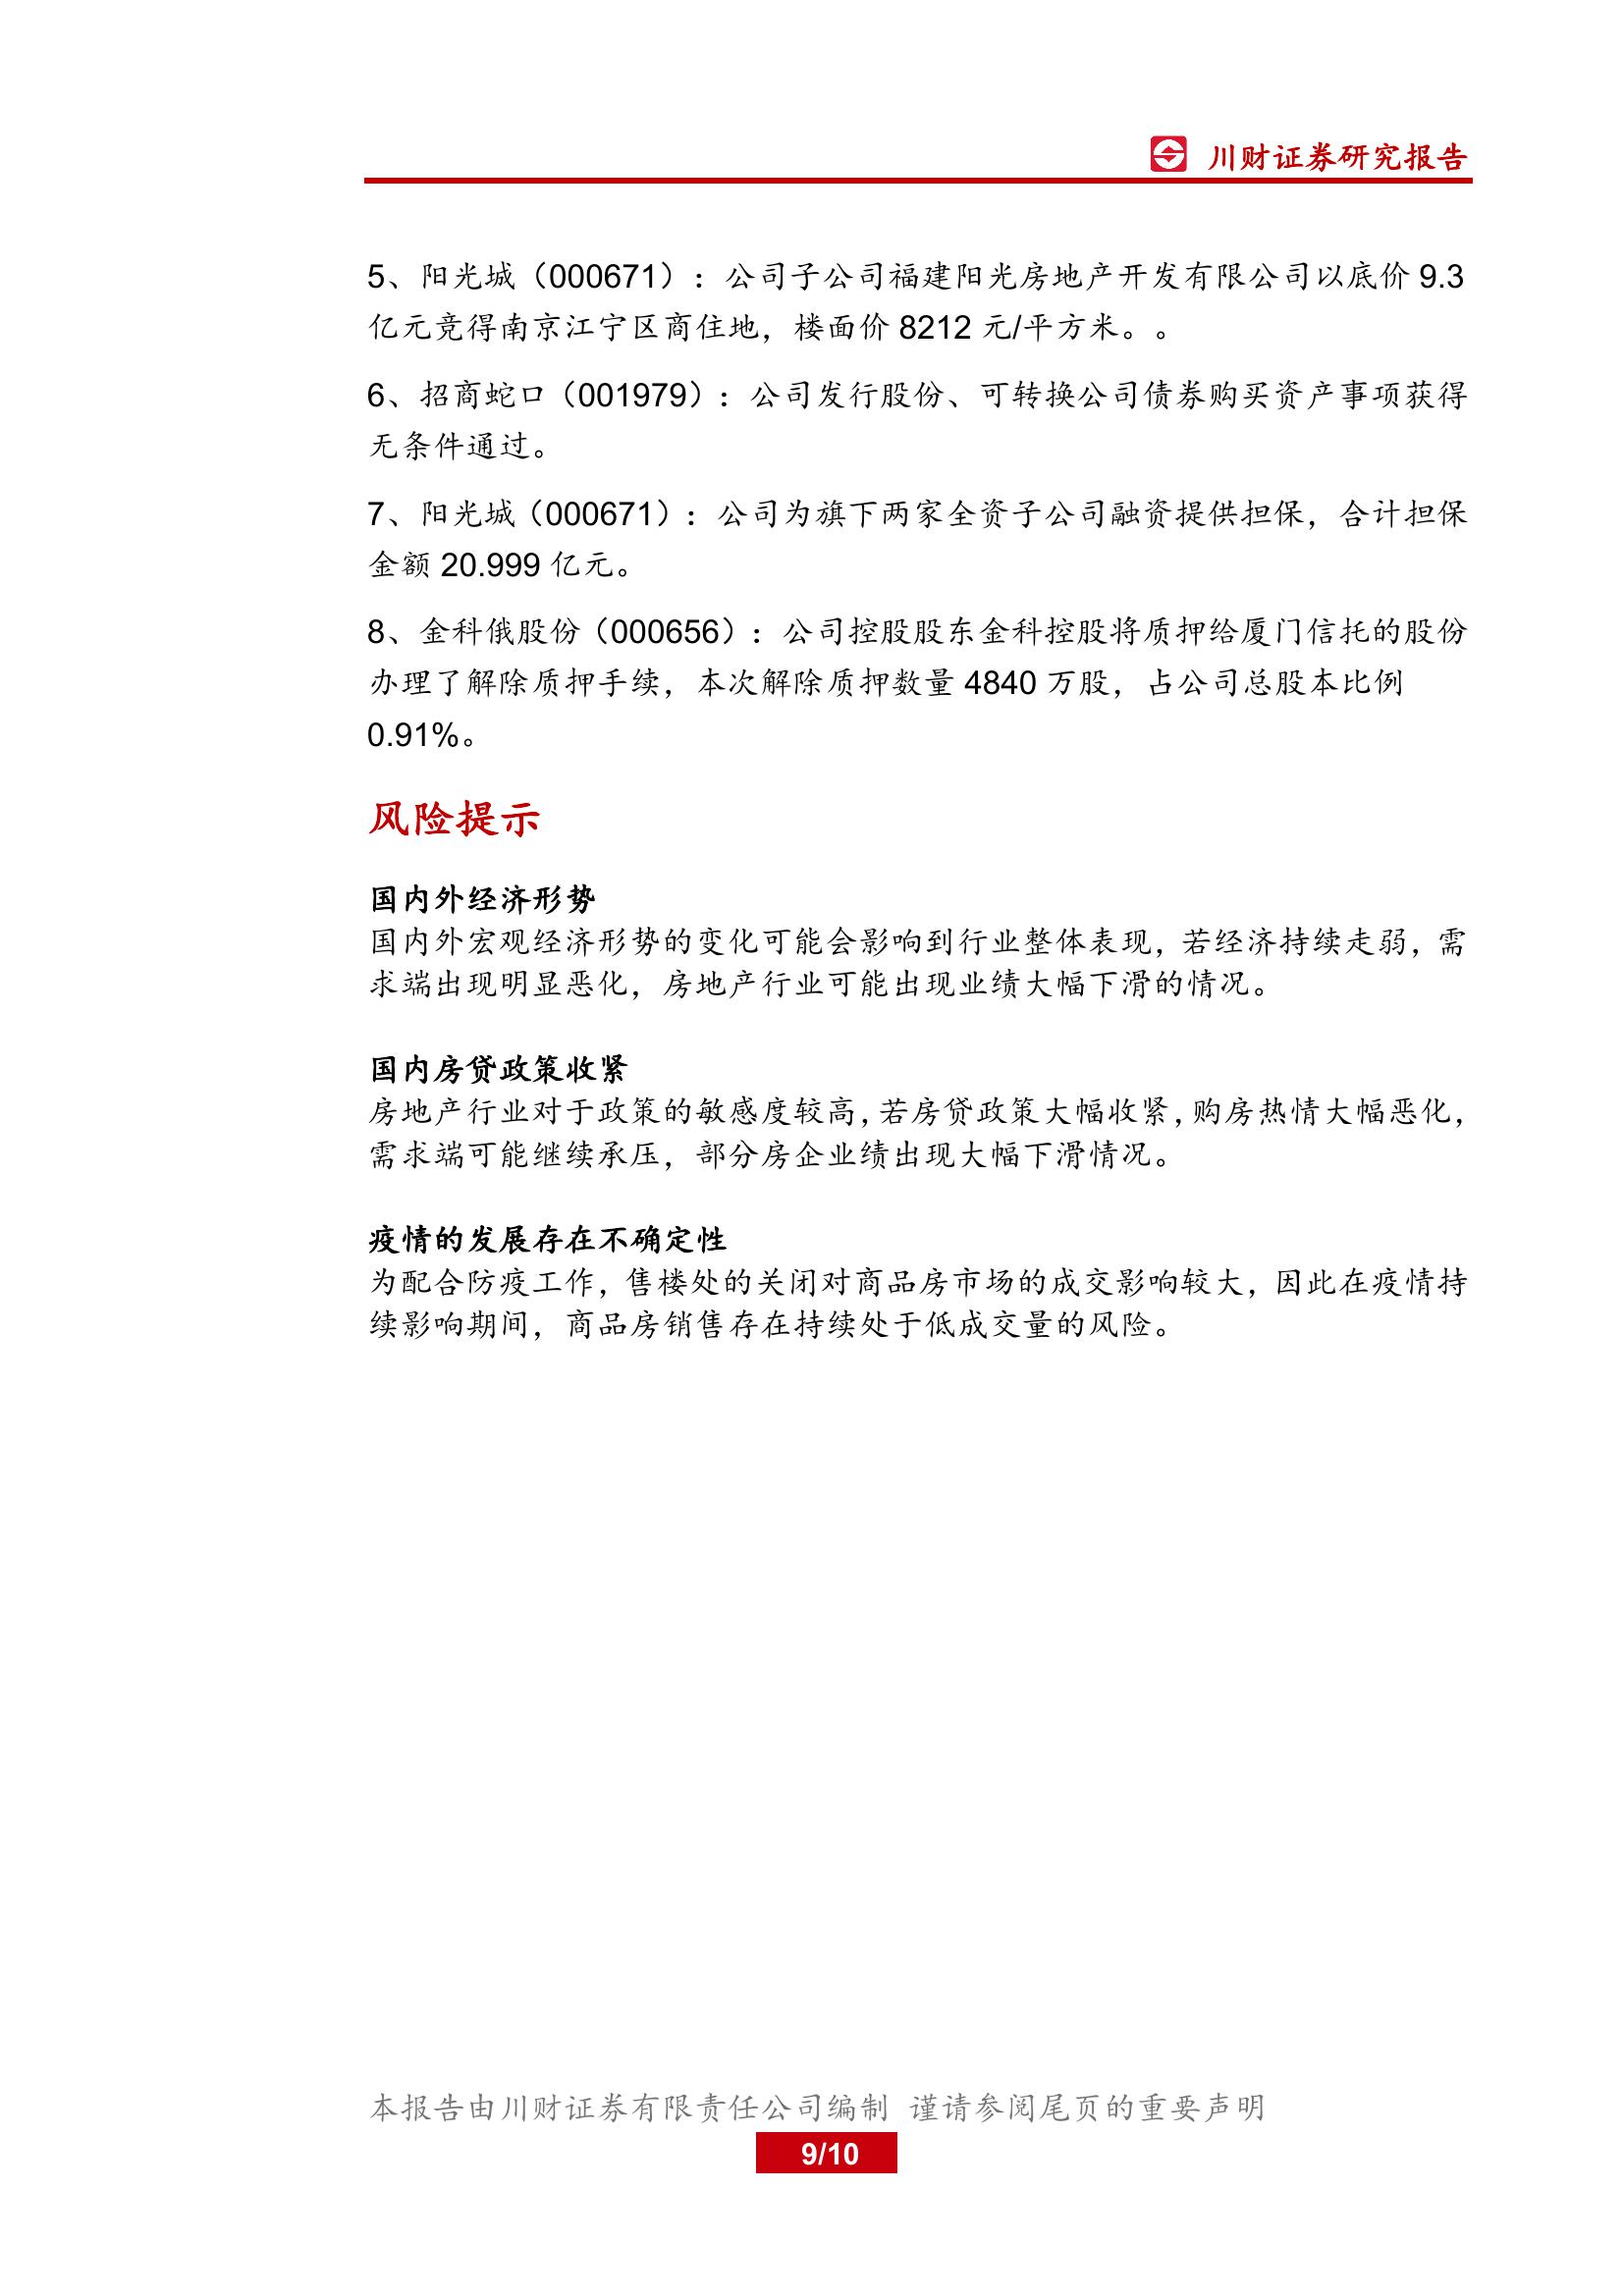 川财证券研究报告
5、阳光城（000671）：公司子公司福建阳光房地产开发有限公司以底价 9.3
亿元竞得南京江宁区商住地，楼面价 8212 元/平方米。。
6、招商蛇口（001979）：公司发行股份、可转换公司债券购买资产事项获得
无条件通过。
7、阳光城（000671）：公司为旗下两家全资子公司融资提供担保，合计担保
金额 20.999 亿元。
8、金科俄股份（000656）：公司控股股东金科控股将质押给厦门信托的股份
办理了解除质押手续，本次解除质押数量 4840 万股，占公司总股本比例
0.91%。
风险提示
国内外经济形势
国内外宏观经济形势的变化可能会影响到行业整体表现，若经济持续走弱，需
求端出现明显恶化，房地产行业可能出现业绩大幅下滑的情况。
国内房贷政策收紧
房地产行业对于政策的敏感度较高，若房贷政策大幅收紧，购房热情大幅恶化，
需求端可能继续承压，部分房企业绩出现大幅下滑情况。
疫情的发展存在不确定性
为配合防疫工作，售楼处的关闭对商品房市场的成交影响较大，因此在疫情持
续影响期间，商品房销售存在持续处于低成交量的风险。
本报告由川财证券有限责任公司编制 谨请参阅尾页的重要声明
9/10